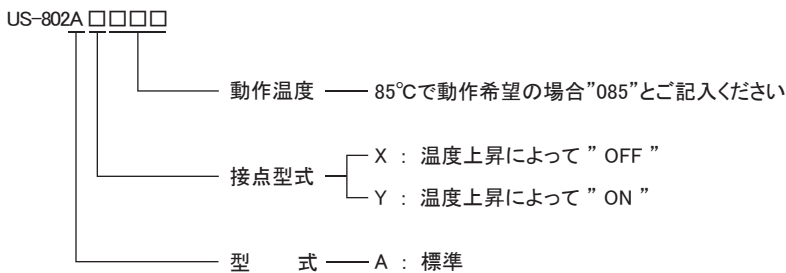 US-802A□□□□
動作温度 ── 85℃で動作希望の場合”085”とご記入ください
X : 温度上昇によって ” OFF ”
接点型式
Y : 温度上昇によって ” ON ”
型 式 ── A : 標準